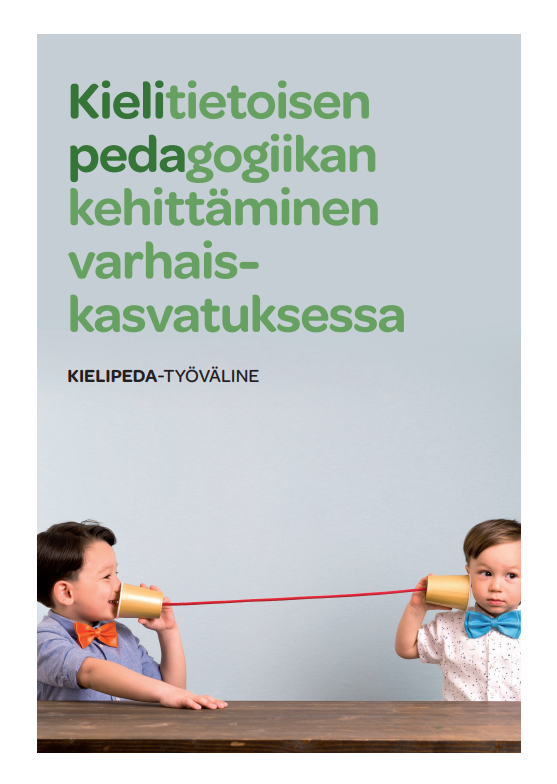 Kielitietoisen
pedagogiikan
kehittäminen
varhais-
kasvatuksessa
KIELIPEDA-TYÖVÄLINE